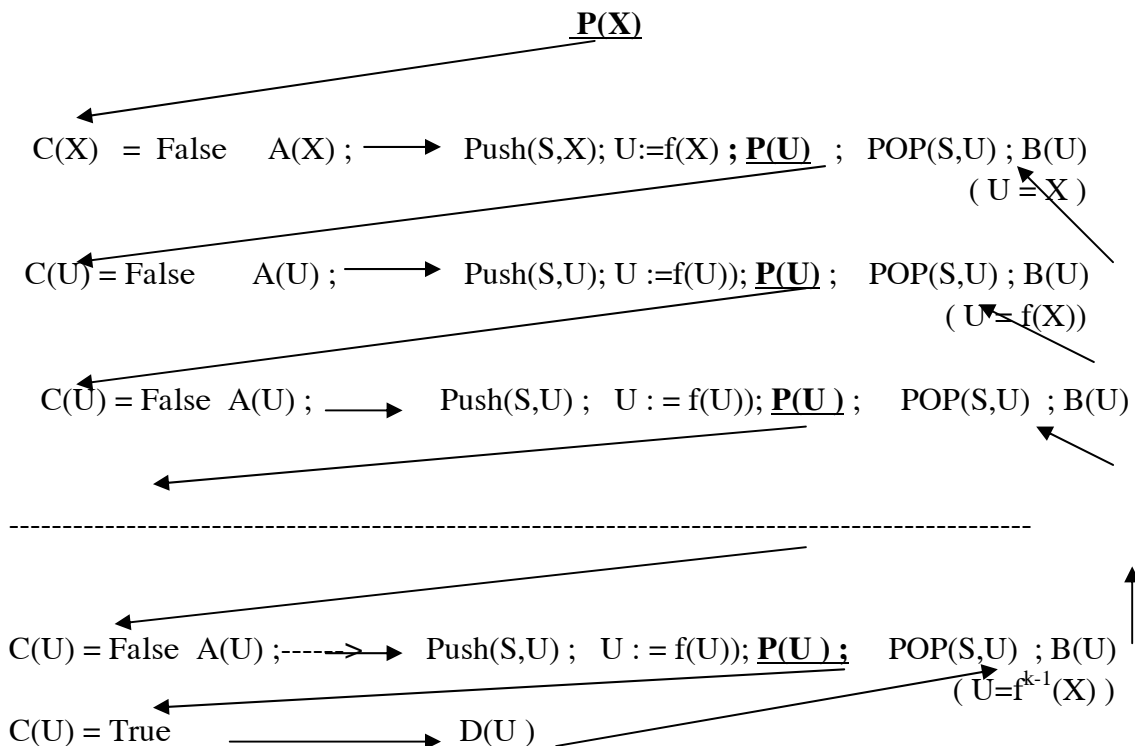 P(X)
C(X) = False A(X) ; Push(S,X); U:=f(X) ; P(U) ; POP(S,U) ; B(U)
( U = X )
C(U) = False A(U) ; Push(S,U); U :=f(U)); P(U) ; POP(S,U) ; B(U)
( U = f(X))
C(U) = False A(U) ; Push(S,U) ; U : = f(U)); P(U ) ; POP(S,U) ; B(U)
C(U) = False A(U) ;------> Push(S,U) ; U : = f(U)); P(U ) ; POP(S,U) ; B(U)
( U=f^{k-1}(X) )
C(U) = True D(U )